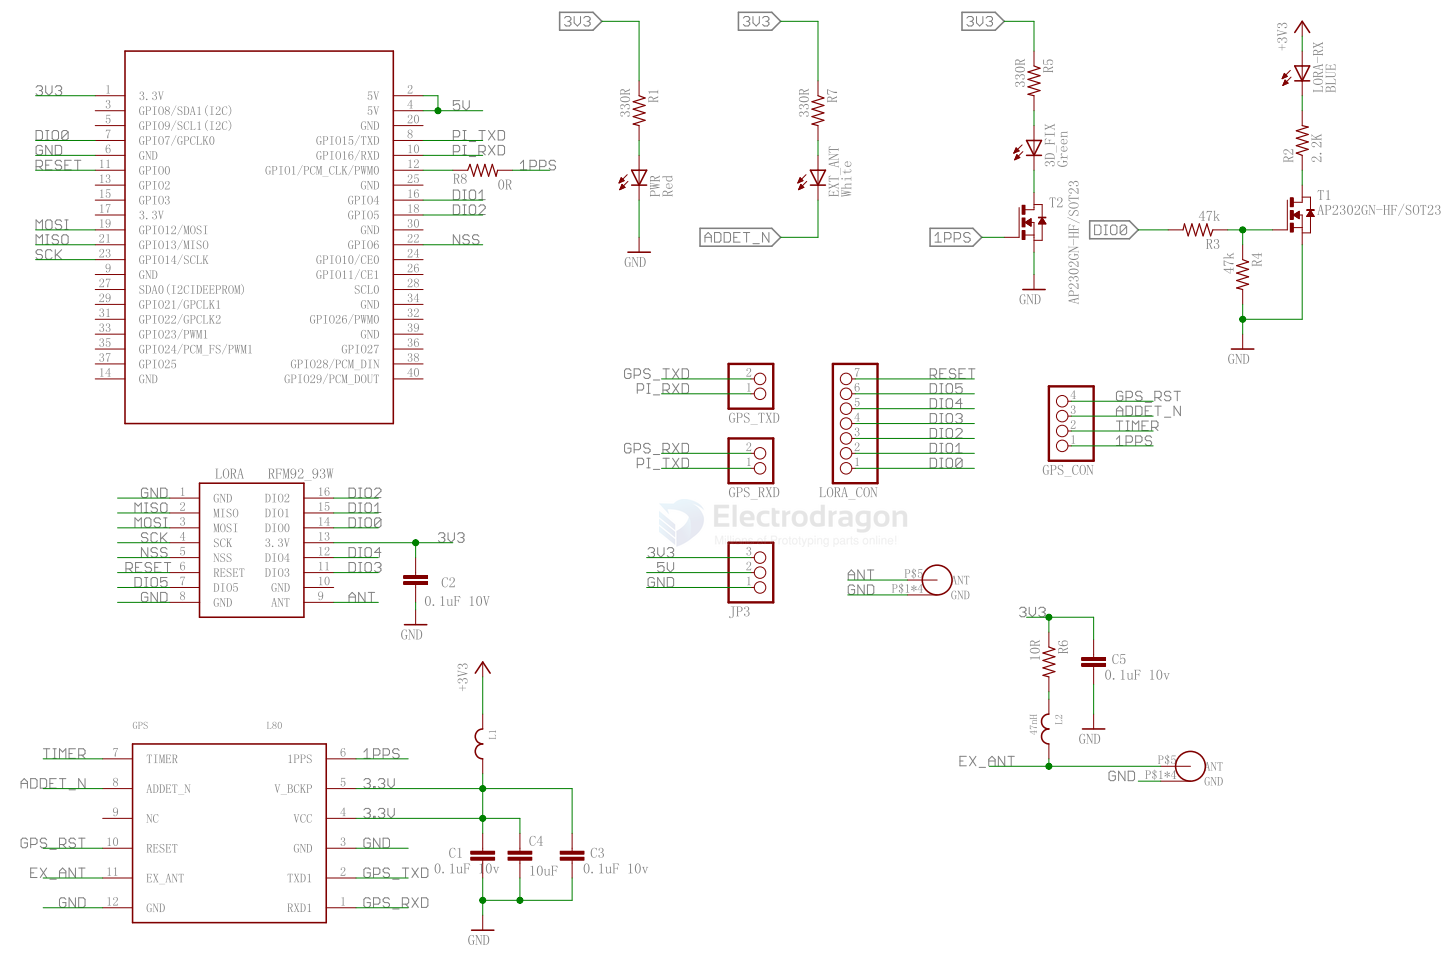 3V3
3V3
3V3
+3V3
LORA-RX
BLUE
330R
R1
330R
R7
330R
R5
R2
2.2K
PWR
Red
EXT_ANT
White
3D_FIX
Green
T2
AP2302GN-HF/SOT23
T1
AP2302GN-HF/SOT23
GND
ADDET_N
1PPS
GND
DIO0
47k
R3
47k
R4
GND
3V3 1 3.3V 5V 2
3 GPIO8/SDA1(I2C) 5V 4 5V
5 GPIO9/SCL1(I2C) GND 20
DIO0 7 GPIO7/GPCLK0 GPIO15/TXD 8 PI_TXD
GND 6 GND GPIO16/RXD 10 PI_RXD
RESET 11 GPIO0 GPIO1/PCM_CLK/PWMO 12 R8 0R 1PPS
13 GPIO2 GND 25
15 GPIO3 GPIO4 16 DIO1
17 3.3V GPIO5 18 DIO2
MOSI 19 GPIO12/MOSI GND 30
MISO 21 GPIO13/MISO GPIO6 22 NSS
SCK 23 GPIO14/SCLK GPIO10/CE0 24
9 GND GPIO11/CE1 26
27 SDA0(I2CIDEEPROM) SCL0 28
29 GPIO21/GPCLK1 GND 34
31 GPIO22/GPCLK2 GPIO26/PWM0 32
33 GPIO23/PWM1 GND 39
35 GPIO24/PCM_FS/PWM1 GPIO27 36
37 GPIO25 GPIO28/PCM_DIN 38
14 GND GPIO29/PCM_DOUT 40
GPS_TXD 2
PI_RXD 1
GPS_TXD
GPS_RXD 2
PI_TXD 1
GPS_RXD
7 RESET
6 DIO5
5 DIO4
4 DIO3
3 DIO2
2 DIO1
1 DIO0
LORA_CON
4 GPS_RST
3 ADDET_N
2 TIMER
1 1PPS
GPS_CON
LORA RFM92_93W
GND 1 GND DIO2 16 DIO2
MISO 2 MISO DIO1 15 DIO1
MOSI 3 MOSI DIO0 14 DIO0
SCK 4 SCK 3.3V 13 3V3
NSS 5 NSS DIO4 12 DIO4
RESET 6 RESET DIO3 11 DIO3
DIO5 7 DIO5 GND 10
GND 8 GND ANT 9 ANT
C2
0.1uF 10V
GND
Electrodragon
Millions of Prototyping parts online!
3V3 3
5V 2
GND 1
JP3
ANT P$5 ANT
GND P$1*4 GND
3V3
10R
R6
C5
0.1uF 10v
47nH
L2
GND
EX_ANT P$5 ANT
GND P$1*4 GND
+3V3
L1
GPS L80
TIMER 7 TIMER 1PPS 6 1PPS
ADDET_N 8 ADDET_N V_BCKP 5 3.3V
9 NC VCC 4 3.3V
GPS_RST 10 RESET GND 3 GND
EX_ANT 11 EX_ANT TXD1 2 GPS_TXD
GND 12 GND RXD1 1 GPS_RXD
C1
0.1uF 10v
C4
10uF
C3
0.1uF 10v
GND